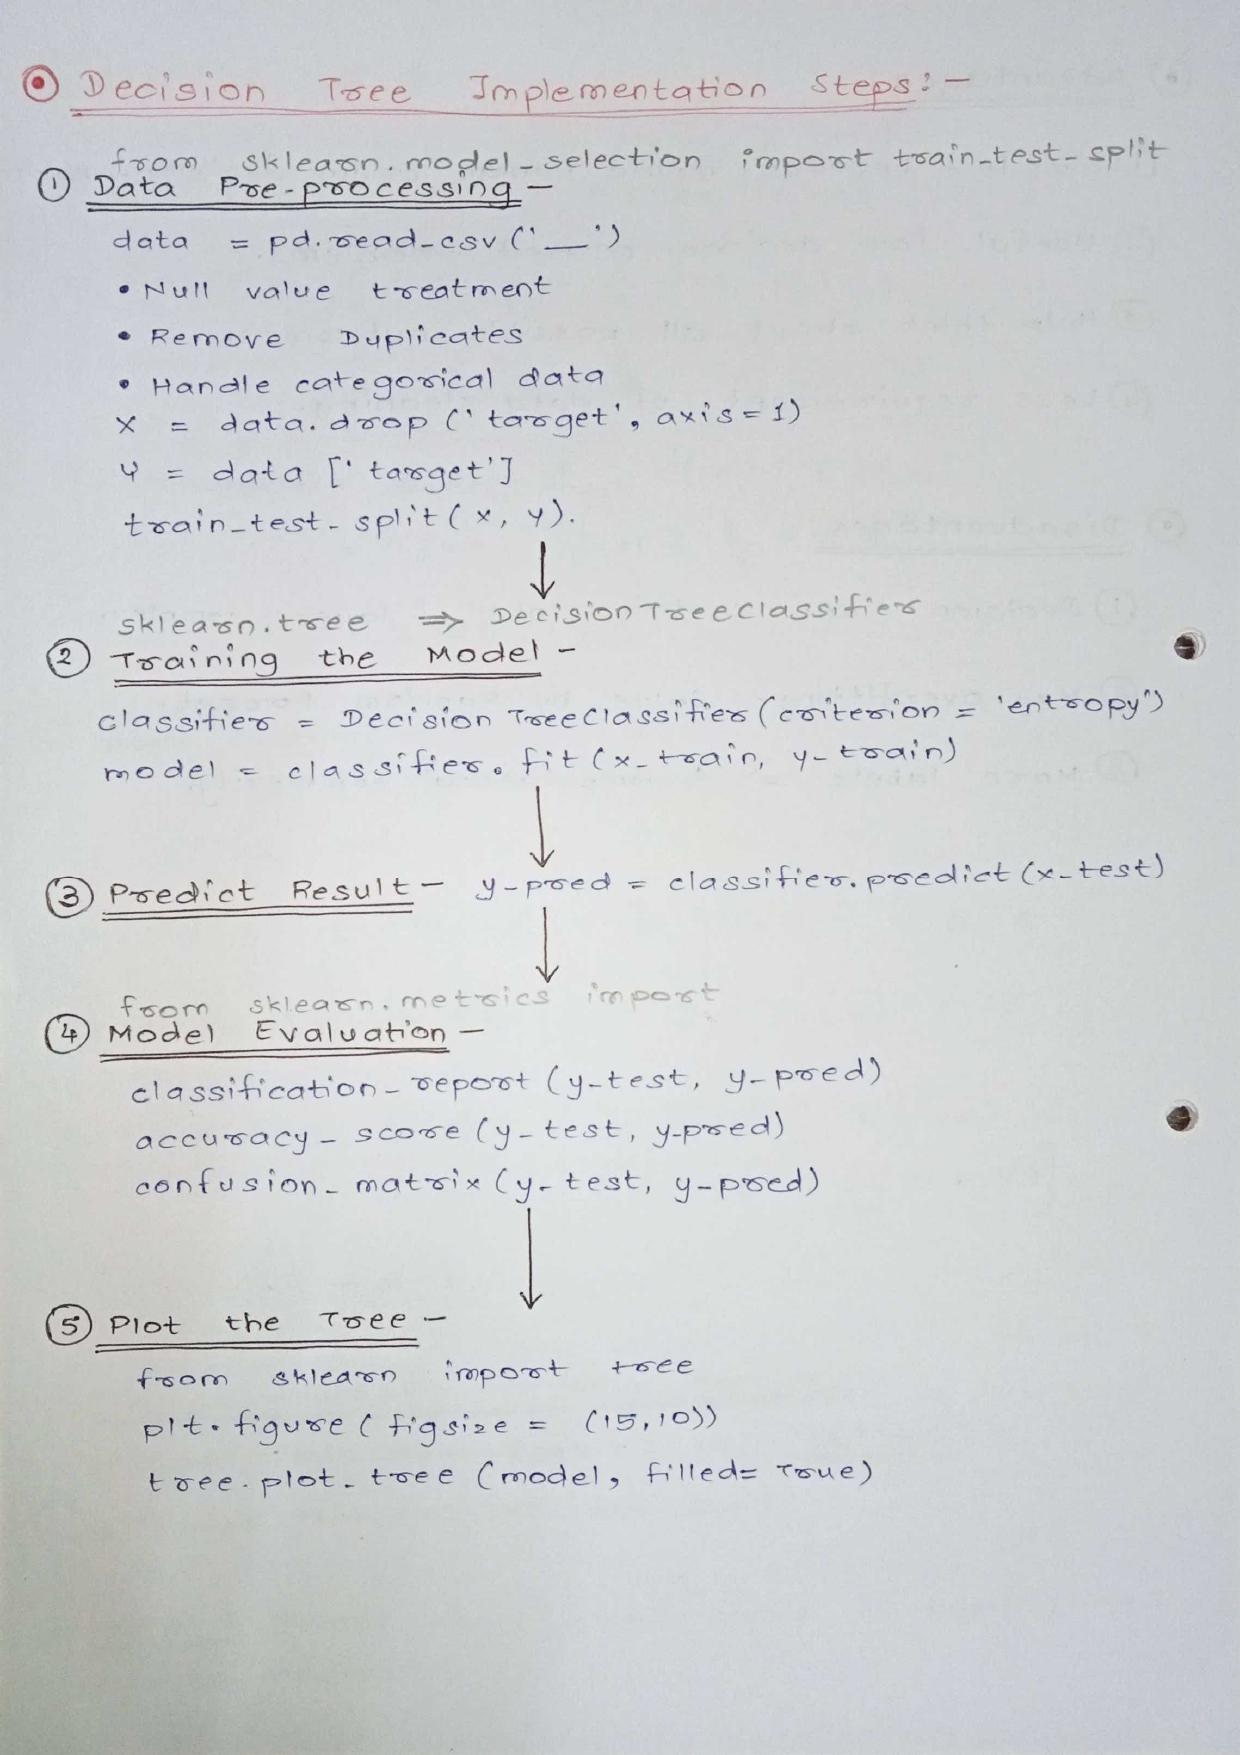 Decision Tree Implementation Steps:-
from sklearn.model_selection import train_test_split
① Data Pre-processing -
data = pd.read_csv('__')
• Null value treatment
• Remove Duplicates
• Handle categorical data
x = data.drop('target', axis=1)
y = data['target']
train_test_split(x, y).
↓
sklearn.tree ⇒ DecisionTreeClassifier
② Training the Model -
classifier = DecisionTreeClassifier(criterion = 'entropy')
model = classifier.fit(x_train, y_train)
↓
③ Predict Result - y_pred = classifier.predict(x_test)
↓
from sklearn.metrics import
④ Model Evaluation -
classification_report(y_test, y_pred)
accuracy_score(y_test, y_pred)
confusion_matrix(y_test, y_pred)
↓
⑤ Plot the Tree -
from sklearn import tree
plt.figure(figsize = (15,10))
tree.plot_tree(model, filled=True)